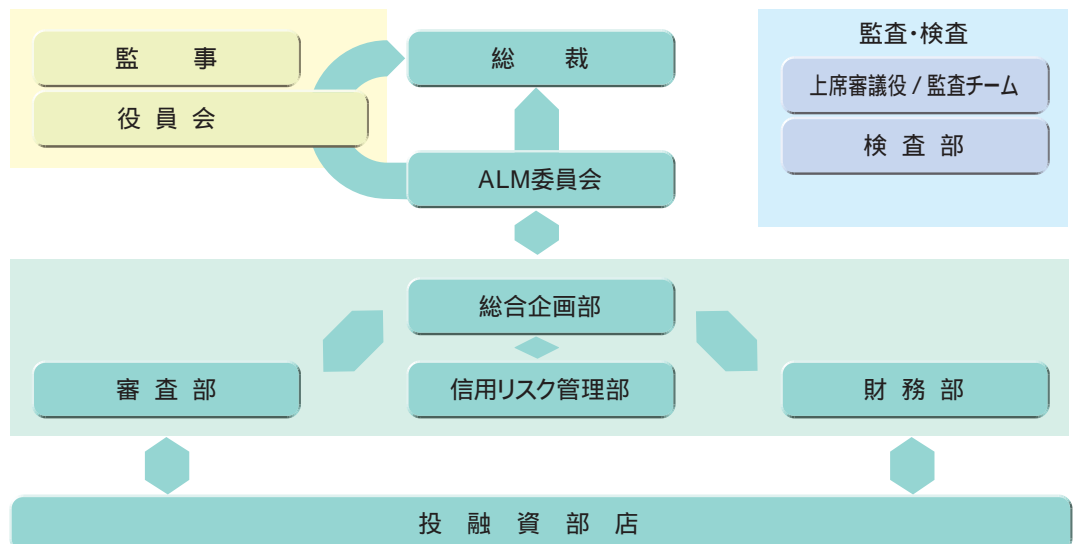 監事
役員会
総裁
ALM委員会
監査・検査
上席審議役 / 監査チーム
検査部
総合企画部
審査部
信用リスク管理部
財務部
投融資部店